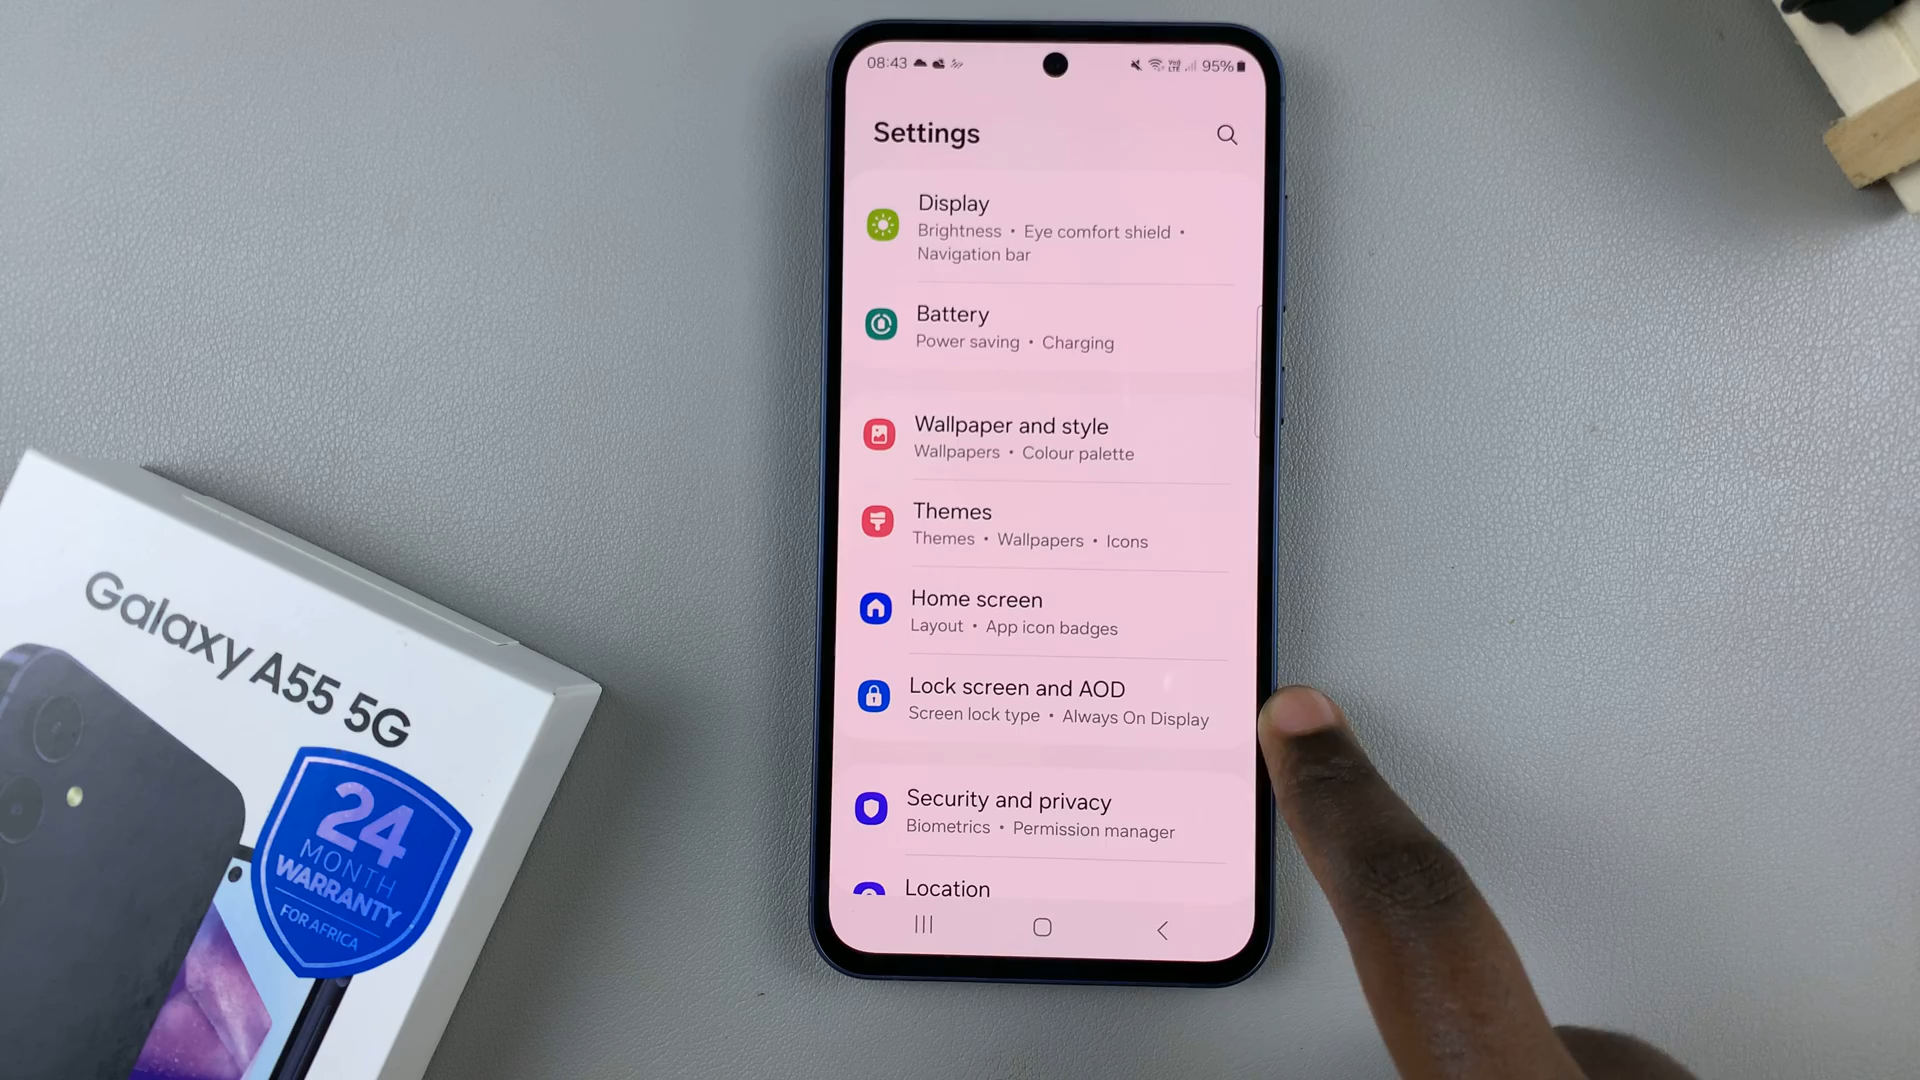 08:43
Vo)) LTE 95%
Settings
Display
Brightness • Eye comfort shield •
Navigation bar
Battery
Power saving • Charging
Wallpaper and style
Wallpapers • Colour palette
Themes
Themes • Wallpapers • Icons
Home screen
Layout • App icon badges
Lock screen and AOD
Screen lock type • Always On Display
Security and privacy
Biometrics • Permission manager
Location
Galaxy A55 5G
24
MONTH
WARRANTY
FOR AFRICA